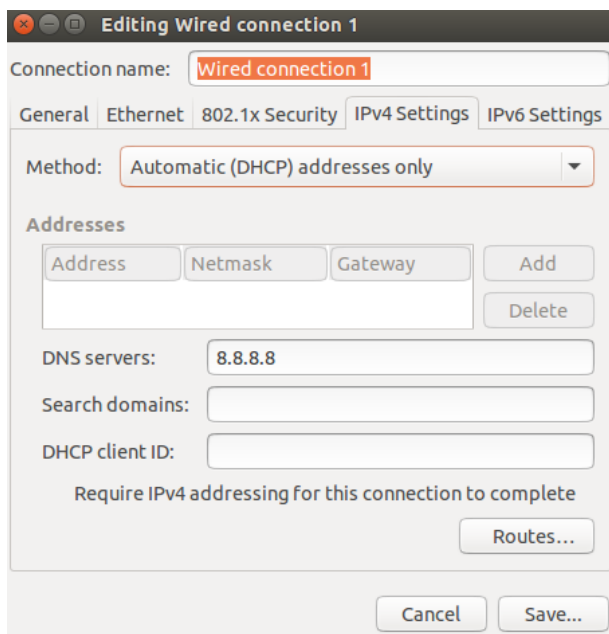 Editing Wired connection 1
Connection name: Wired connection 1
General Ethernet 802.1x Security IPv4 Settings IPv6 Settings
Method: Automatic (DHCP) addresses only
Addresses
Address Netmask Gateway Add
Delete
DNS servers: 8.8.8.8
Search domains:
DHCP client ID:
Require IPv4 addressing for this connection to complete
Routes...
Cancel Save...